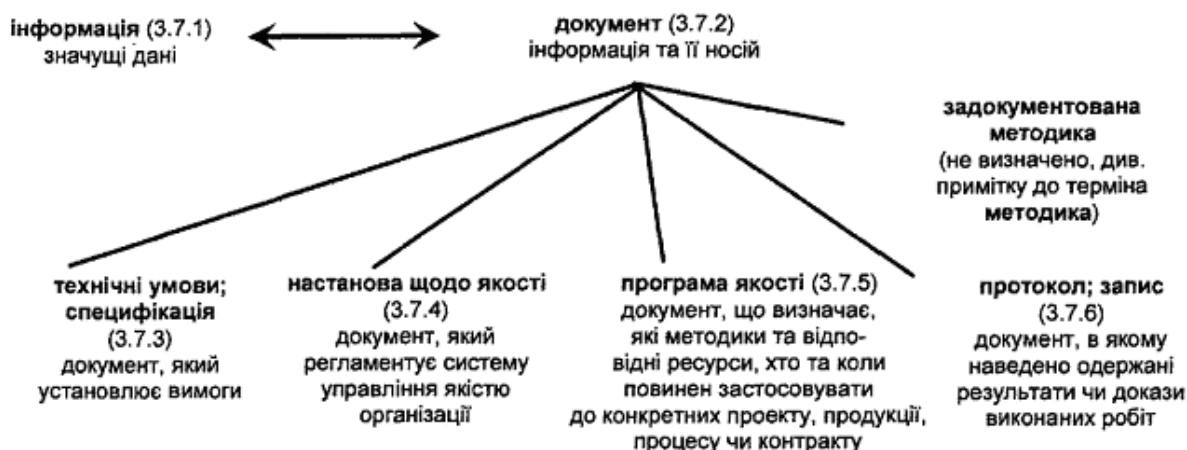 інформація (3.7.1)
значущі дані
документ (3.7.2)
інформація та її носій
задокументована
методика
(не визначено, див.
примітку до терміна
методика)
технічні умови;
специфікація
(3.7.3)
документ, який
установлює вимоги
настанова щодо якості
(3.7.4)
документ, який
регламентує систему
управління якістю
організації
програма якості (3.7.5)
документ, що визначає,
які методики та відпо-
відні ресурси, хто та коли
повинен застосовувати
до конкретних проекту, продукції,
процесу чи контракту
протокол; запис
(3.7.6)
документ, в якому
наведено одержані
результати чи докази
виконаних робіт